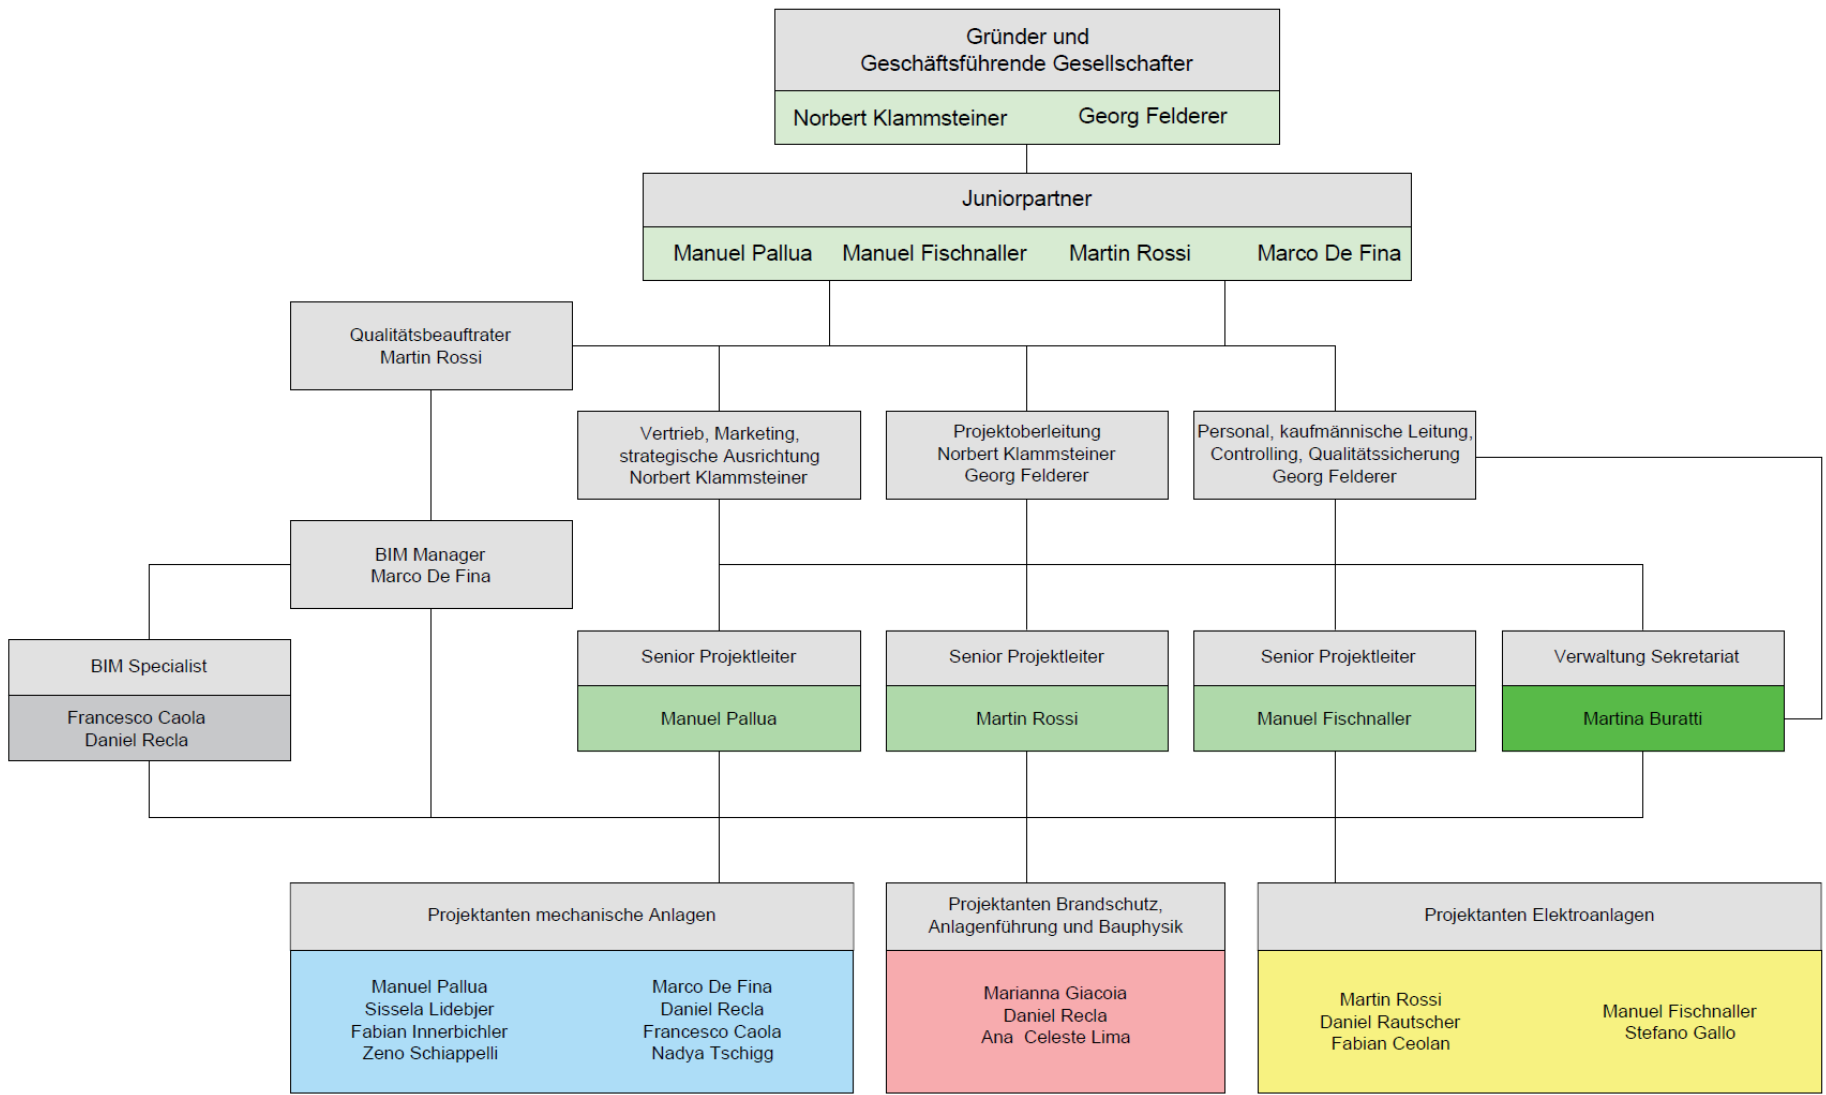 Gründer und
Geschäftsführende Gesellschafter
Norbert Klammsteiner
Georg Felderer
Juniorpartner
Manuel Pallua
Manuel Fischnaller
Martin Rossi
Marco De Fina
Qualitätsbeauftrater
Martin Rossi
Vertrieb, Marketing,
strategische Ausrichtung
Norbert Klammsteiner
Projektoberleitung
Norbert Klammsteiner
Georg Felderer
Personal, kaufmännische Leitung,
Controlling, Qualitätssicherung
Georg Felderer
BIM Manager
Marco De Fina
BIM Specialist
Francesco Caola
Daniel Recla
Senior Projektleiter
Manuel Pallua
Senior Projektleiter
Martin Rossi
Senior Projektleiter
Manuel Fischnaller
Verwaltung Sekretariat
Martina Buratti
Projektanten mechanische Anlagen
Manuel Pallua
Sissela Lidebjer
Fabian Innerbichler
Zeno Schiappelli
Marco De Fina
Daniel Recla
Francesco Caola
Nadya Tschigg
Projektanten Brandschutz,
Anlagenführung und Bauphysik
Marianna Giacoia
Daniel Recla
Ana  Celeste Lima
Projektanten Elektroanlagen
Martin Rossi
Daniel Rautscher
Fabian Ceolan
Manuel Fischnaller
Stefano Gallo